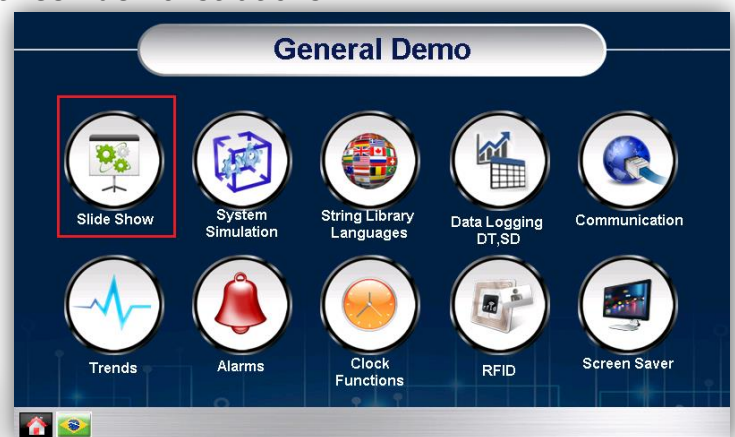 General Demo
Slide Show
System
Simulation
String Library
Languages
Data Logging
DT,SD
Communication
Trends
Alarms
Clock
Functions
RFID
Screen Saver